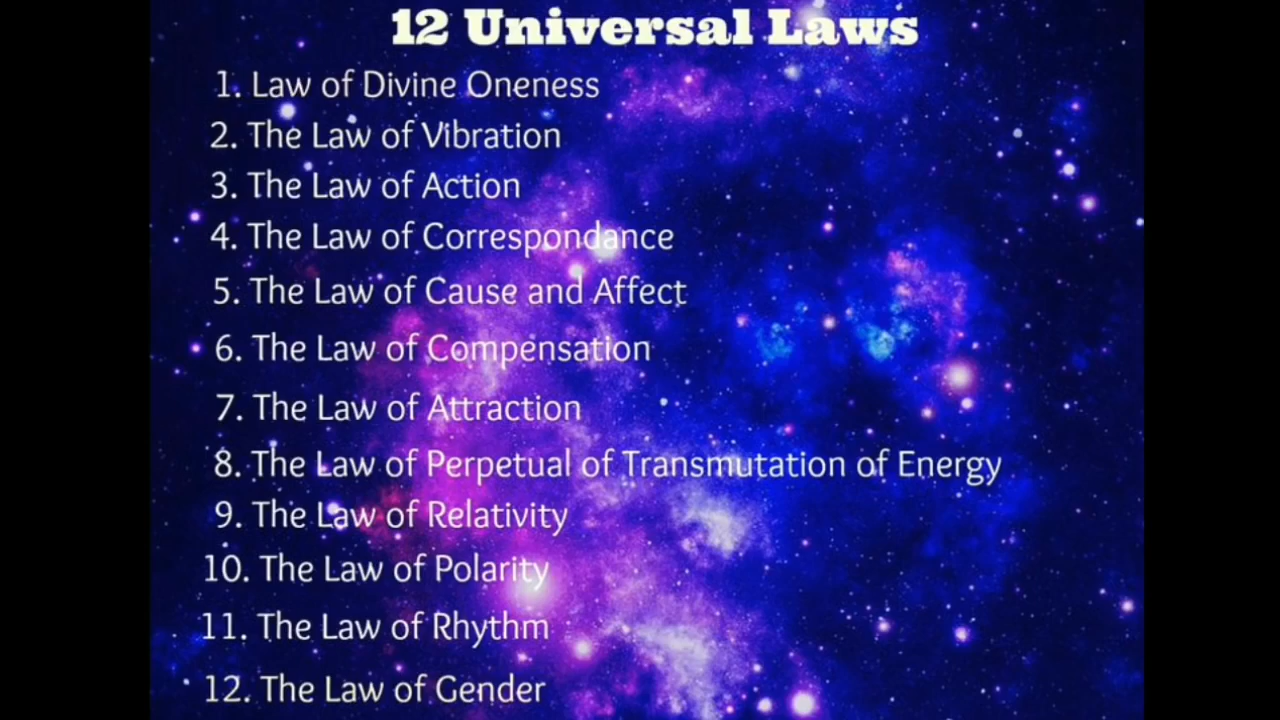 12 Universal Laws
1. Law of Divine Oneness
2. The Law of Vibration
3. The Law of Action
4. The Law of Correspondance
5. The Law of Cause and Affect
6. The Law of Compensation
7. The Law of Attraction
8. The Law of Perpetual of Transmutation of Energy
9. The Law of Relativity
10. The Law of Polarity
11. The Law of Rhythm
12. The Law of Gender